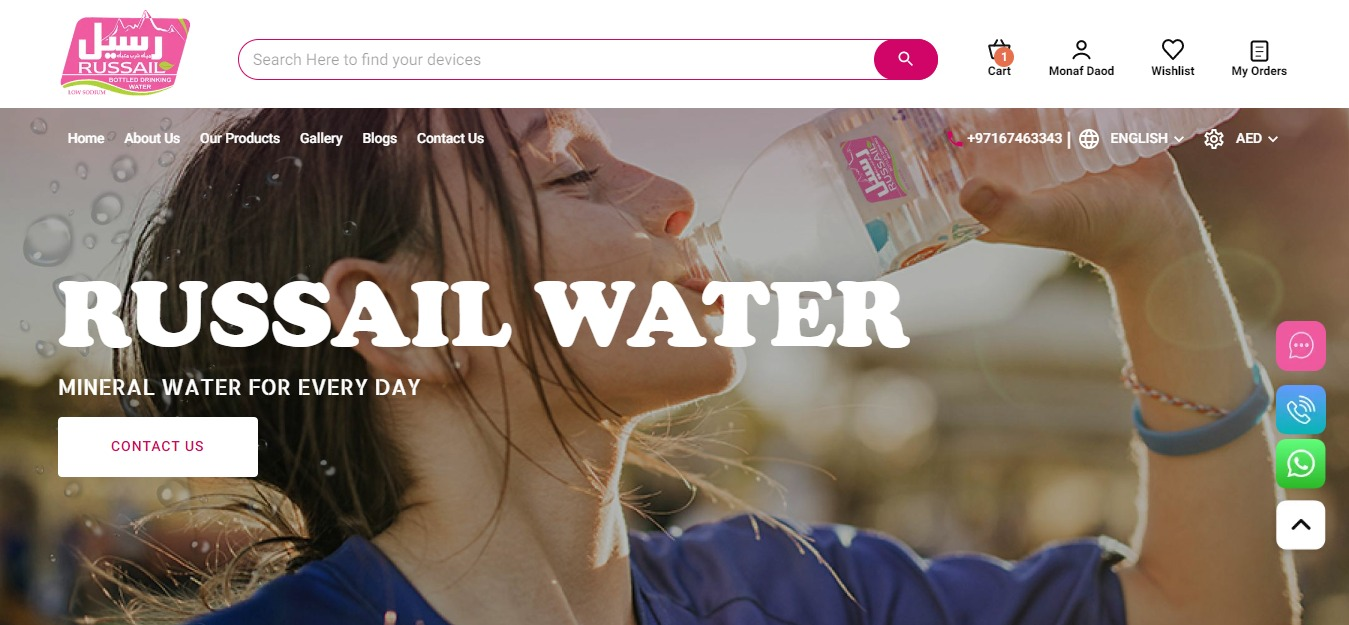 رسيل
RUSSAIL
BOTTLED DRINKING
WATER
LOW SODIUM
Search Here to find your devices
1
Cart
Monaf Daod
Wishlist
My Orders
Home
About Us
Our Products
Gallery
Blogs
Contact Us
+97167463343 |
ENGLISH
AED
رسيل
RUSSAIL
RUSSAIL WATER
MINERAL WATER FOR EVERY DAY
CONTACT US